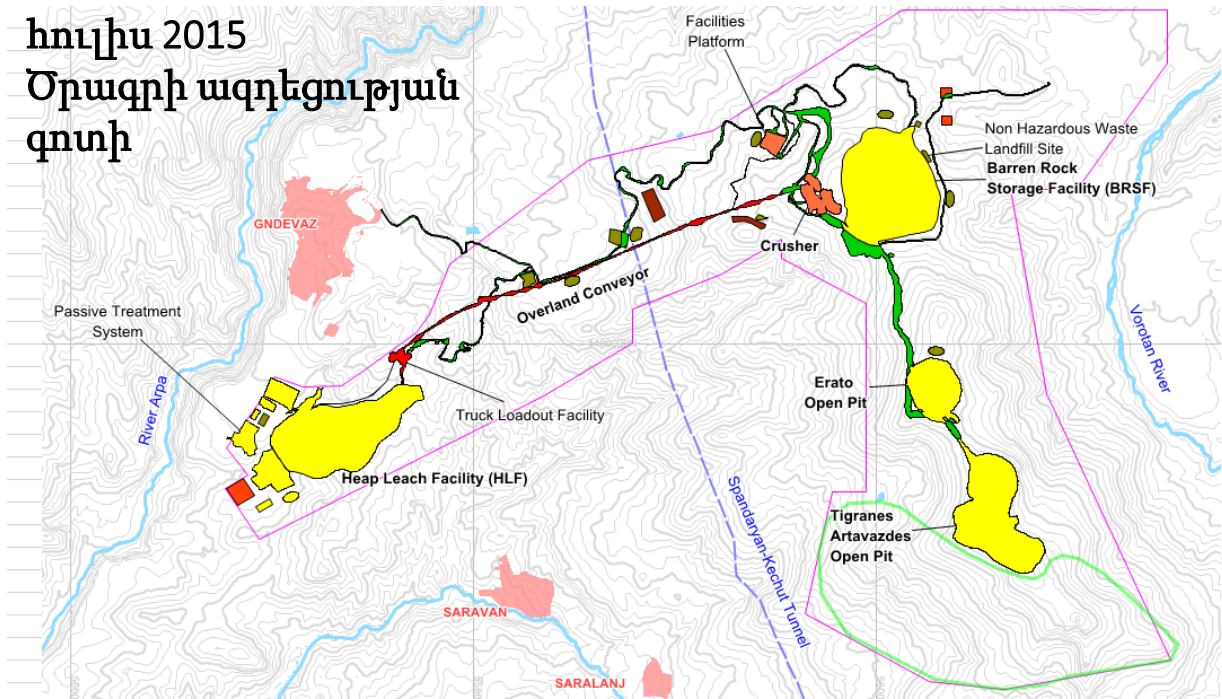 հուլիս 2015
Ծրագրի ազդեցության
գոտի
Facilities
Platform
Non Hazardous Waste
Landfill Site
Barren Rock
Storage Facility (BRSF)
GNDEVAZ
Crusher
Overland Conveyor
Passive Treatment
System
Vorotan River
River Arpa
Erato
Open Pit
Truck Loadout Facility
Heap Leach Facility (HLF)
Spandaryan-Kechut Tunnel
Tigranes
Artavazdes
Open Pit
SARAVAN
SARALANJ